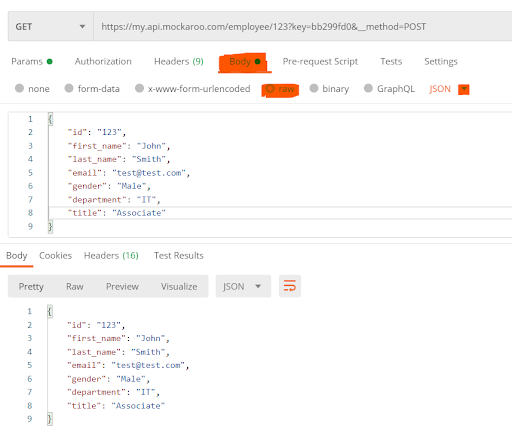 GET https://my.api.mockaroo.com/employee/123?key=bb299fd0&__method=POST
Params Authorization Headers (9) Body Pre-request Script Tests Settings
none form-data x-www-form-urlencoded raw binary GraphQL JSON
1 {
2 "id": "123",
3 "first_name": "John",
4 "last_name": "Smith",
5 "email": "test@test.com",
6 "gender": "Male",
7 "department": "IT",
8 "title": "Associate"
9 }
Body Cookies Headers (16) Test Results
Pretty Raw Preview Visualize JSON
1 {
2 "id": "123",
3 "first_name": "John",
4 "last_name": "Smith",
5 "email": "test@test.com",
6 "gender": "Male",
7 "department": "IT",
8 "title": "Associate"
9 }